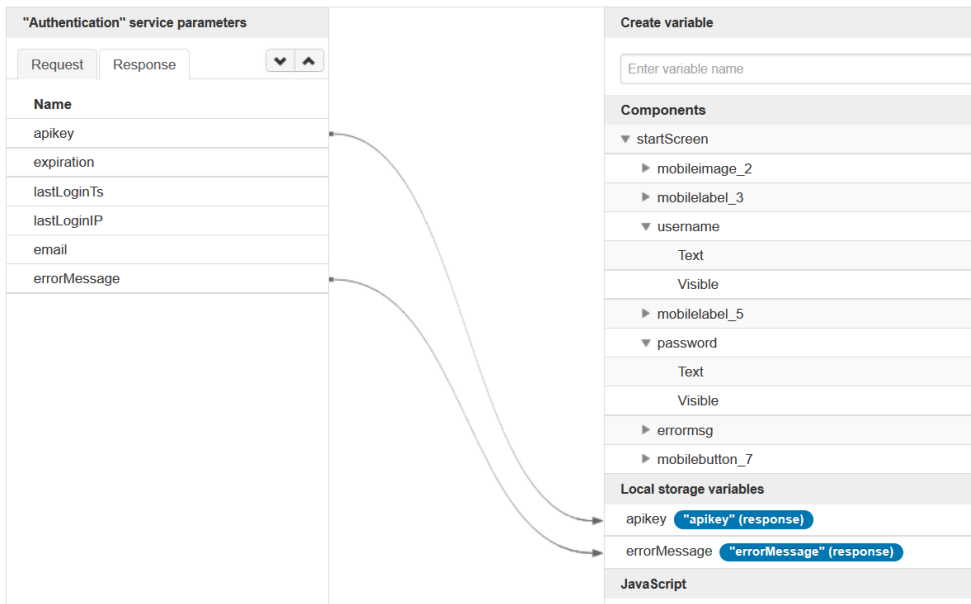 "Authentication" service parameters
Request
Response
Name
apikey
expiration
lastLoginTs
lastLoginIP
email
errorMessage
Create variable
Enter variable name
Components
startScreen
mobileimage_2
mobilelabel_3
username
Text
Visible
mobilelabel_5
password
Text
Visible
errormsg
mobilebutton_7
Local storage variables
apikey "apikey" (response)
errorMessage "errorMessage" (response)
JavaScript